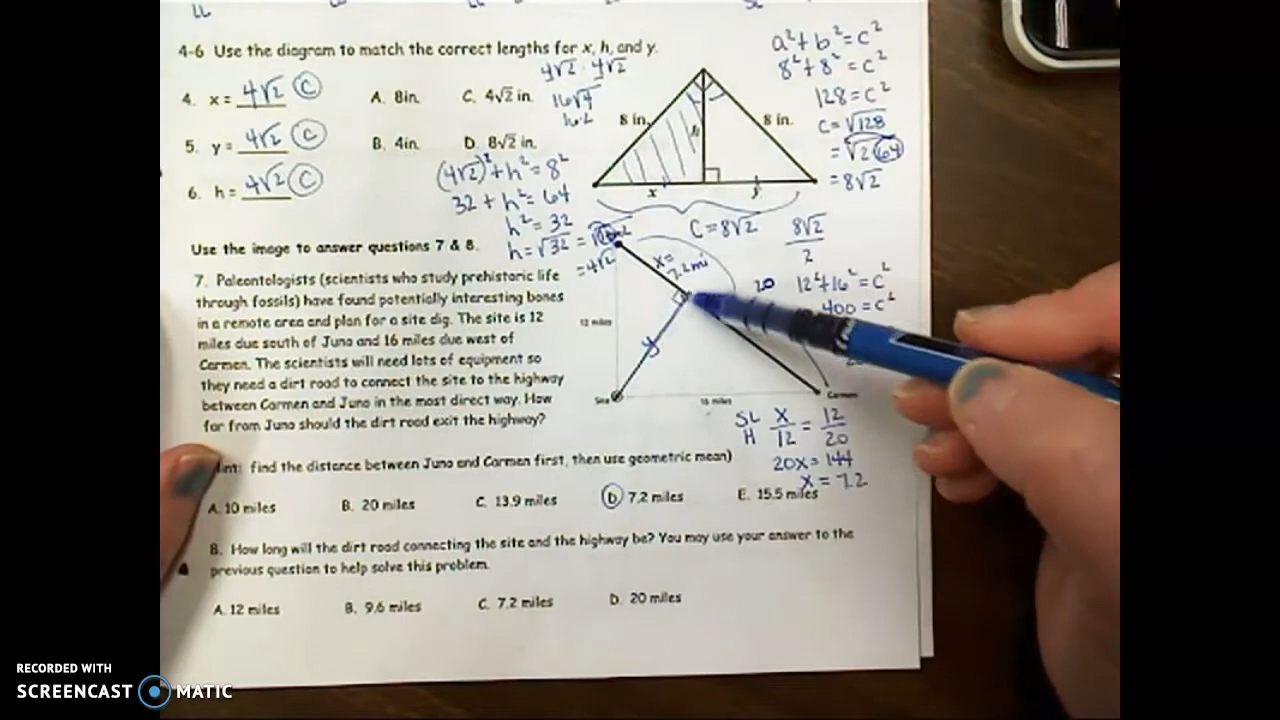 4-6 Use the diagram to match the correct lengths for x, h, and y.
4. x = 4√2 C
A. 8in.
C. 4√2 in.
5. y = 4√2 C
B. 4in.
D. 8√2 in.
6. h = 4√2 C
4√2 · 4√2
16√4
16·2
(4√2)² + h² = 8²
32 + h² = 64
h² = 32
h = √32 =
= 4√2
8 in.
8 in.
h
x
y
C = 8√2
8√2
2
a² + b² = c²
8² + 8² = c²
128 = c²
c = √128
= √2 64
= 8√2
Use the image to answer questions 7 & 8.
7. Paleontologists (scientists who study prehistoric life
through fossils) have found potentially interesting bones
in a remote area and plan for a site dig. The site is 12
miles due south of Juno and 16 miles due west of
Carmen. The scientists will need lots of equipment so
they need a dirt road to connect the site to the highway
between Carmen and Juno in the most direct way. How
far from Juno should the dirt road exit the highway?
x=
7.2mi
20
12² + 16² = c²
400 = c²
12 miles
y
Site
16 miles
Carmen
SL
H
x/12 = 12/20
20x = 144
x = 7.2
find the distance between Juno and Carmen first, then use geometric mean)
A. 10 miles
B. 20 miles
C. 13.9 miles
D. 7.2 miles
E. 15.5 miles
8. How long will the dirt road connecting the site and the highway be? You may use your answer to the
previous question to help solve this problem.
A. 12 miles
B. 9.6 miles
C. 7.2 miles
D. 20 miles
RECORDED WITH
SCREENCAST MATIC